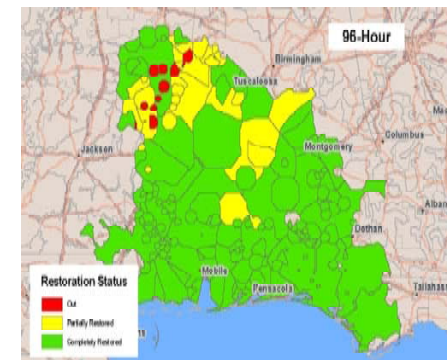 96-Hour
Birmingham
Tuscaloosa
Columbus
Jackson
Montgomery
Dothan
Mobile
Pensacola
Restoration Status
Out
Partially Restored
Completely Restored